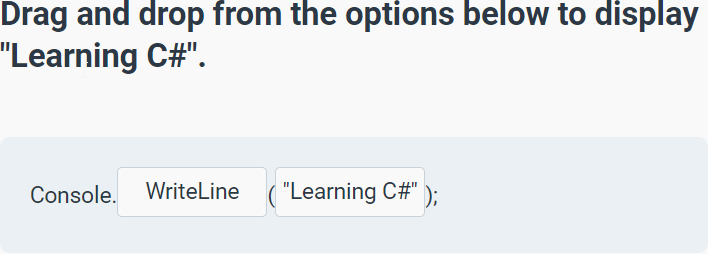 Drag and drop from the options below to display
"Learning C#".
Console. WriteLine ( "Learning C#" );